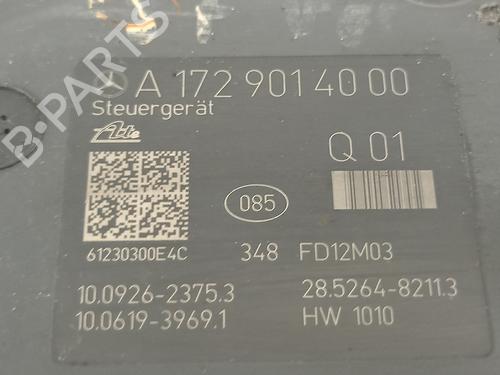 B-PARTS
A 172 901 40 00
Steuergerät
Ate
Q 01
085
61230300E4C 348 FD12M03
10.0926-2375.3 28.5264-8211.3
10.0619-3969.1 HW 1010